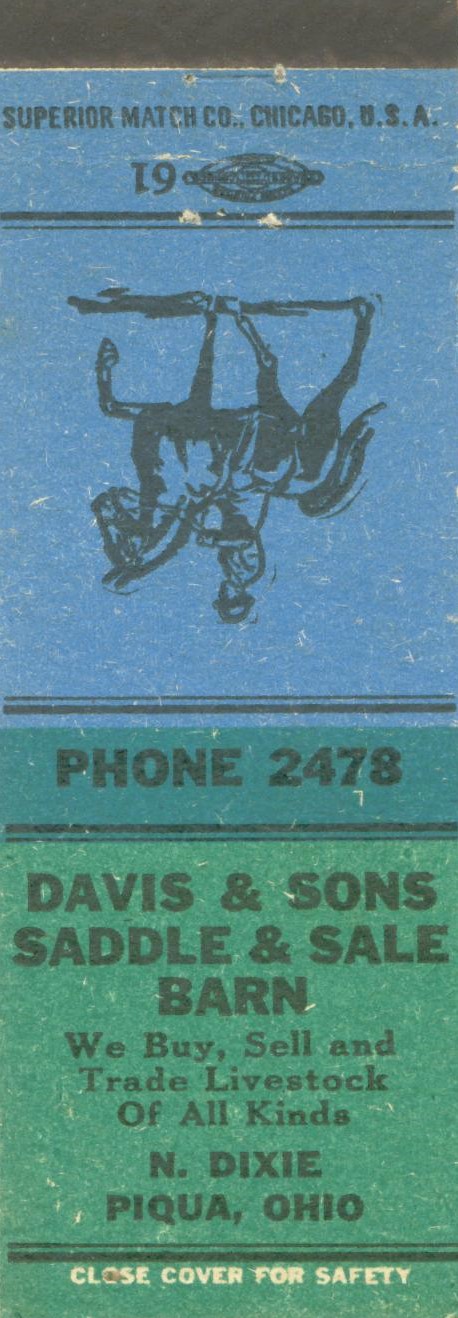 SUPERIOR MATCH CO., CHICAGO, U.S.A.
19
PHONE 2478
DAVIS & SONS
SADDLE & SALE
BARN
We Buy, Sell and
Trade Livestock
Of All Kinds
N. DIXIE
PIQUA, OHIO
CLOSE COVER FOR SAFETY